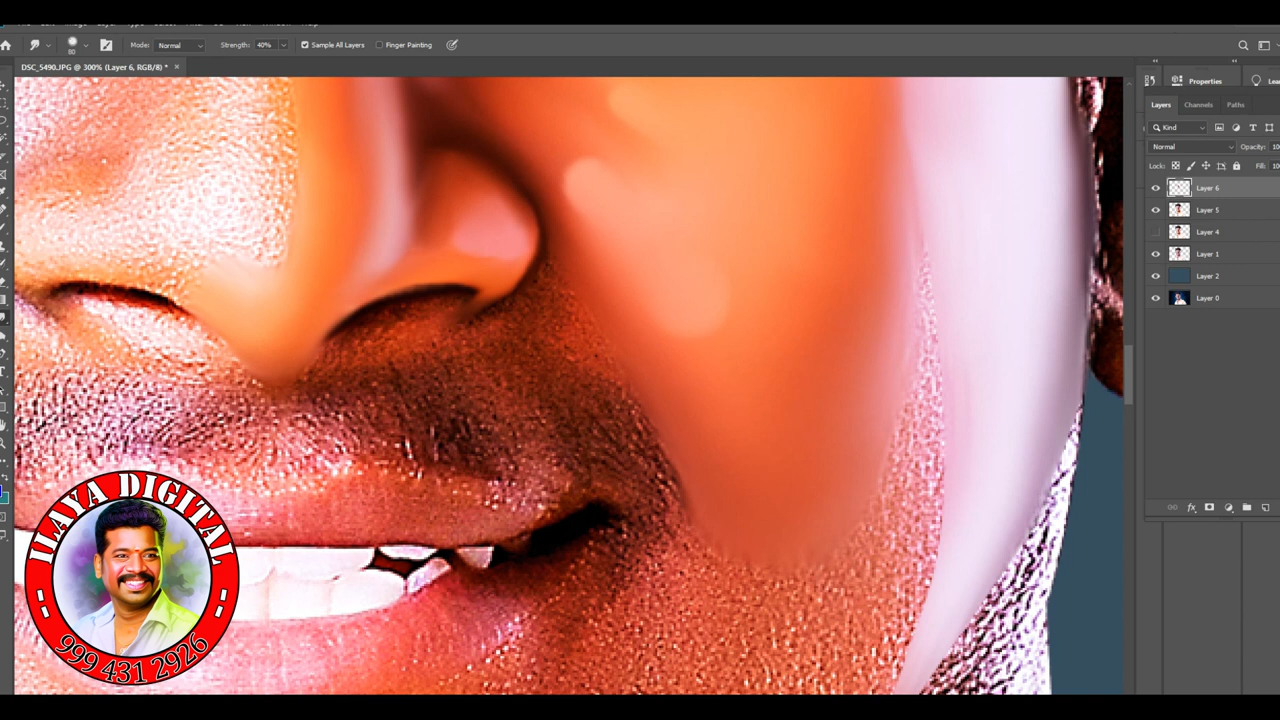 Mode: Normal Strength: 40% Sample All Layers Finger Painting
80
DSC_5490.JPG @ 300% (Layer 6, RGB/8) * ×
Properties
Layers Channels Paths
Kind
Normal Opacity:
Lock: Fill:
Layer 6
Layer 5
Layer 4
Layer 1
Layer 2
Layer 0
ILAYA DIGITAL
999 431 2926